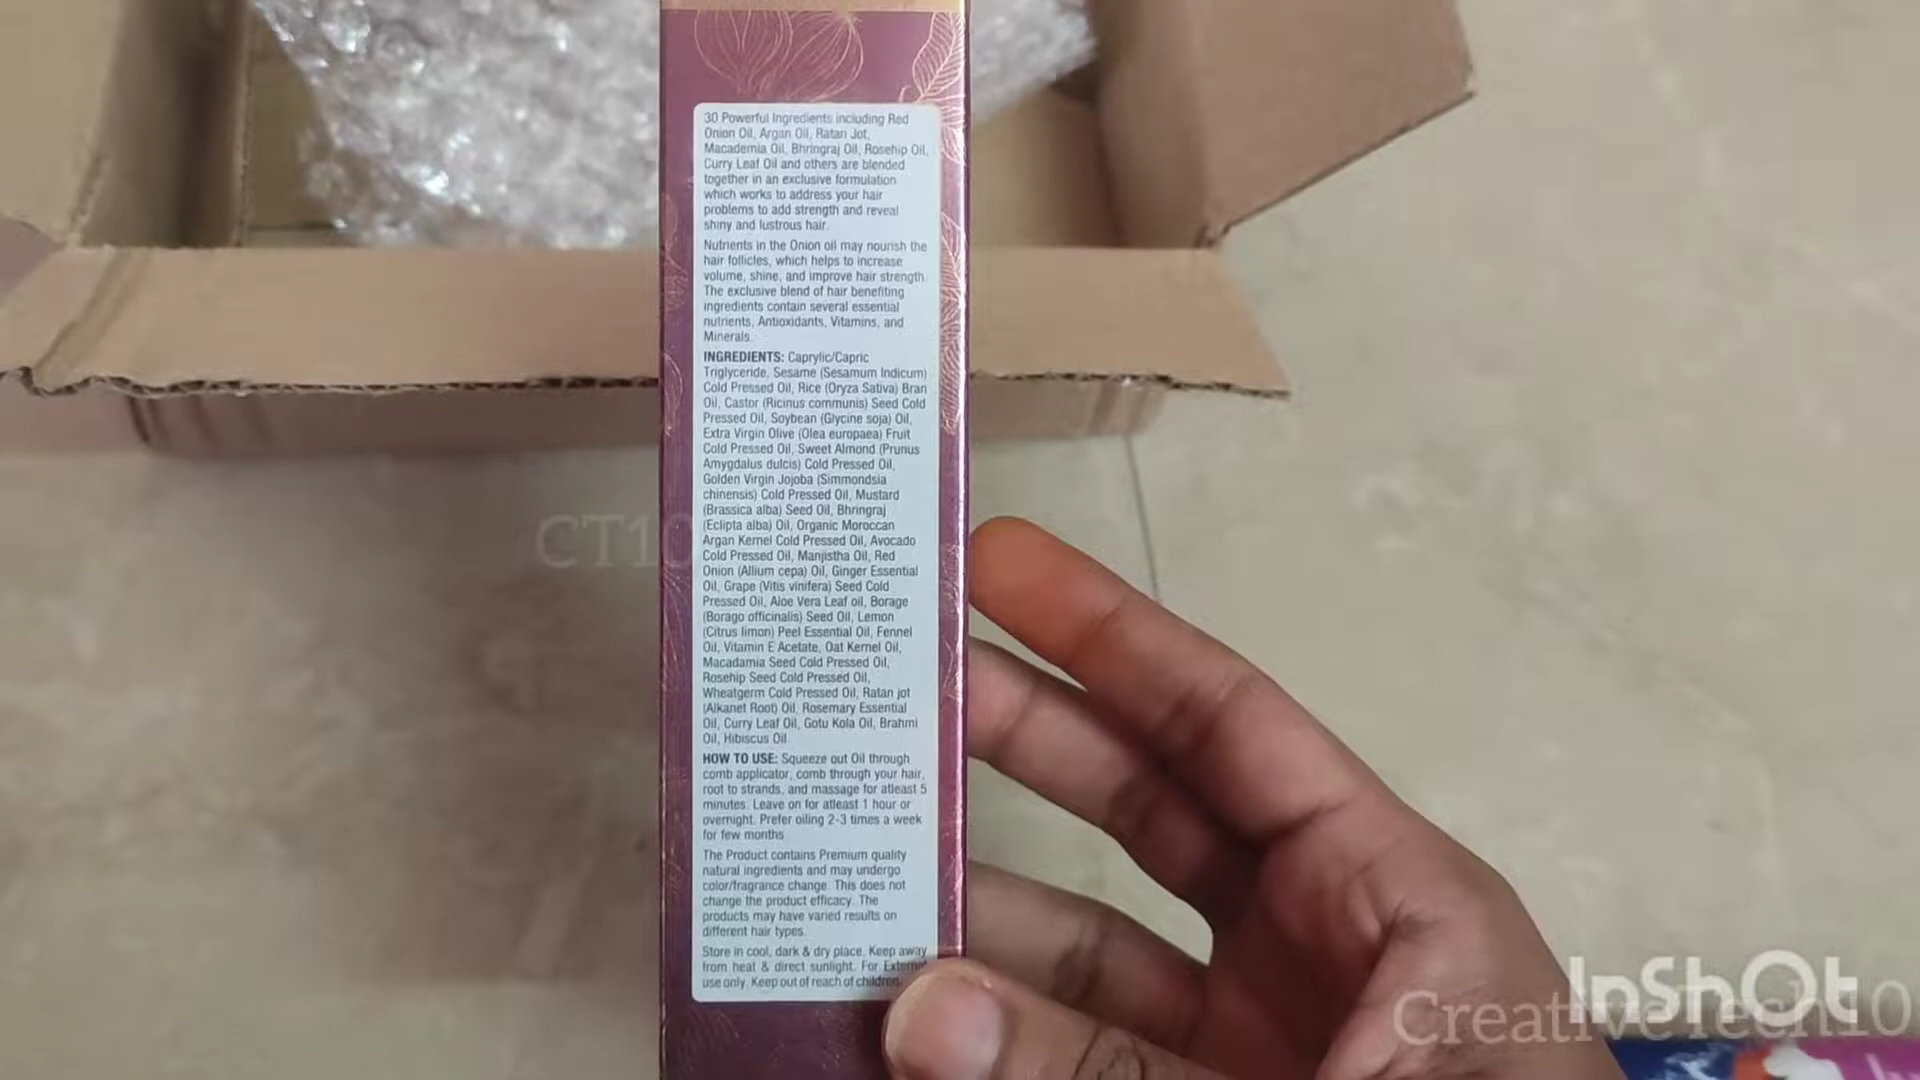 30 Powerful Ingredients including Red
Onion Oil, Argan Oil, Ratan Jot,
Macademia Oil, Bhringraj Oil, Rosehip Oil,
Curry Leaf Oil and others are blended
together in an exclusive formulation
which works to address your hair
problems to add strength and reveal
shiny and lustrous hair.
Nutrients in the Onion oil may nourish the
hair follicles, which helps to increase
volume, shine, and improve hair strength.
The exclusive blend of hair benefiting
ingredients contain several essential
nutrients, Antioxidants, Vitamins, and
Minerals.
INGREDIENTS: Caprylic/Capric
Triglyceride, Sesame (Sesamum Indicum)
Cold Pressed Oil, Rice (Oryza Sativa) Bran
Oil, Castor (Ricinus communis) Seed Cold
Pressed Oil, Soybean (Glycine soja) Oil,
Extra Virgin Olive (Olea europaea) Fruit
Cold Pressed Oil, Sweet Almond (Prunus
Amygdalus dulcis) Cold Pressed Oil,
Golden Virgin Jojoba (Simmondsia
chinensis) Cold Pressed Oil, Mustard
(Brassica alba) Seed Oil, Bhringraj
(Eclipta alba) Oil, Organic Moroccan
Argan Kernel Cold Pressed Oil, Avocado
Cold Pressed Oil, Manjistha Oil, Red
Onion (Allium cepa) Oil, Ginger Essential
Oil, Grape (Vitis vinifera) Seed Cold
Pressed Oil, Aloe Vera Leaf oil, Borage
(Borago officinalis) Seed Oil, Lemon
(Citrus limon) Peel Essential Oil, Fennel
Oil, Vitamin E Acetate, Oat Kernel Oil,
Macadamia Seed Cold Pressed Oil,
Rosehip Seed Cold Pressed Oil,
Wheatgerm Cold Pressed Oil, Ratan jot
(Alkanet Root) Oil, Rosemary Essential
Oil, Curry Leaf Oil, Gotu Kola Oil, Brahmi
Oil, Hibiscus Oil
HOW TO USE: Squeeze out Oil through
comb applicator, comb through your hair,
root to strands, and massage for atleast 5
minutes. Leave on for atleast 1 hour or
overnight. Prefer oiling 2-3 times a week
for few months.
The Product contains Premium quality
natural ingredients and may undergo
color/fragrance change. This does not
change the product efficacy. The
products may have varied results on
different hair types.
Store in cool, dark & dry place. Keep away
from heat & direct sunlight. For External
use only. Keep out of reach of children.
CT10
InShOt
CreativeTech10